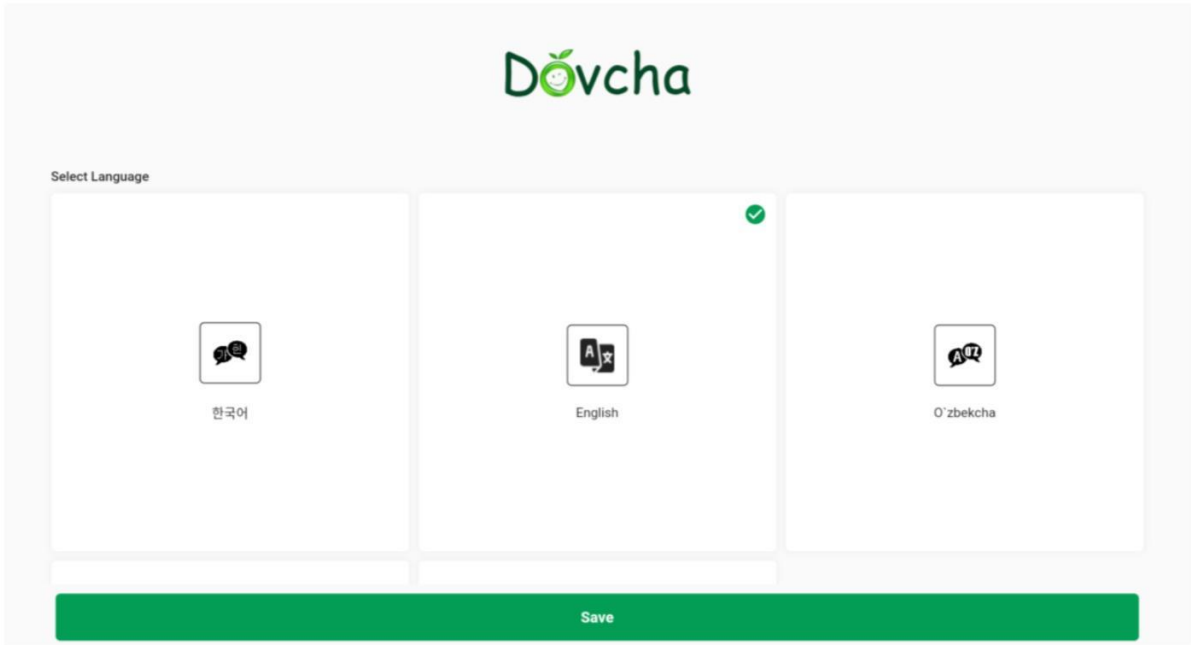 Dovcha
Select Language
한국어
English
O`zbekcha
Save